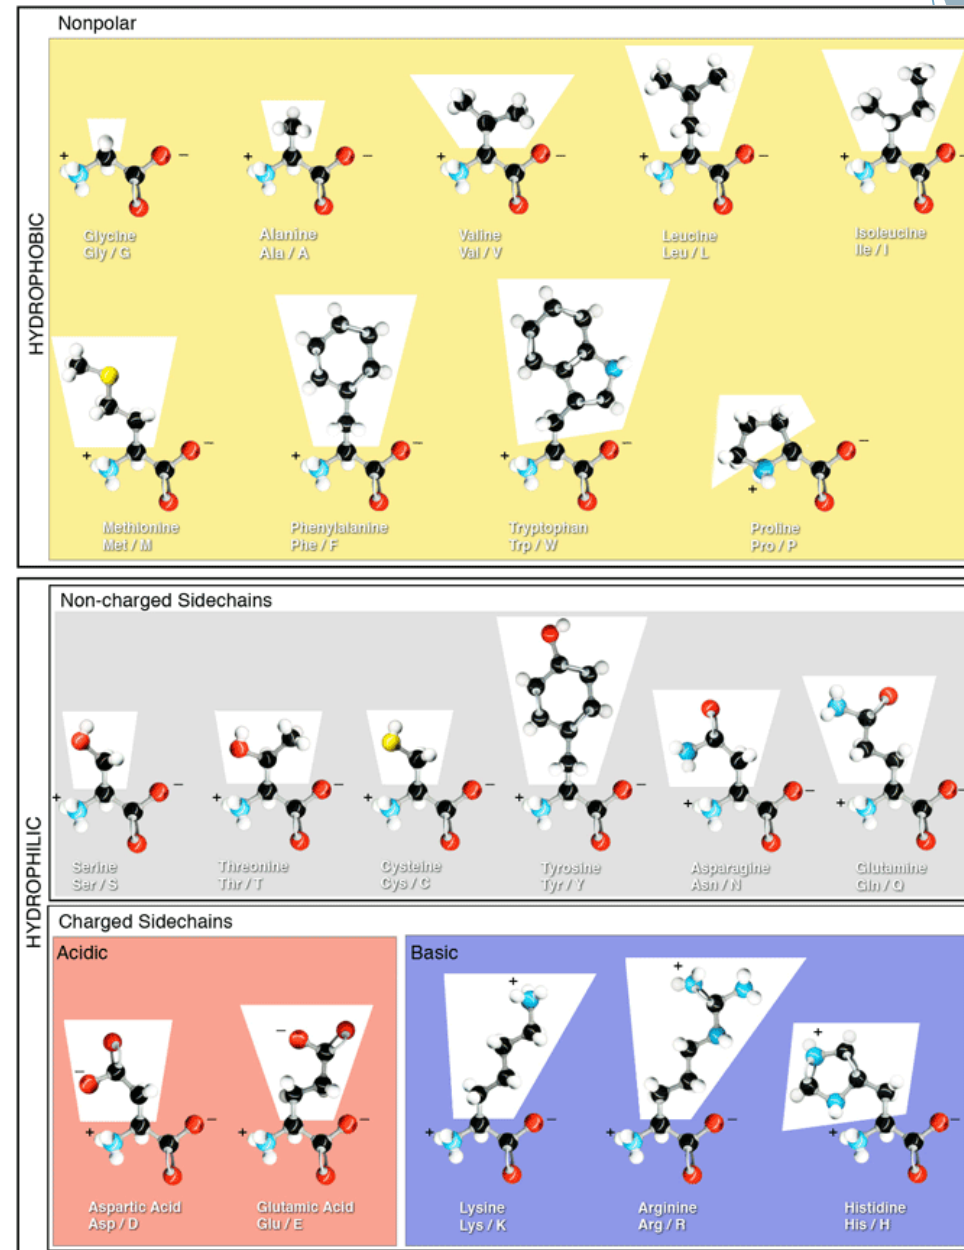 Nonpolar
HYDROPHOBIC
+ − + − + − + − + −
Glycine
Gly / G
Alanine
Ala / A
Valine
Val / V
Leucine
Leu / L
Isoleucine
Ile / I
+ − + − + − + −
Methionine
Met / M
Phenylalanine
Phe / F
Tryptophan
Trp / W
Proline
Pro / P
HYDROPHILIC
Non-charged Sidechains
+ − + − + − + − + − + −
Serine
Ser / S
Threonine
Thr / T
Cysteine
Cys / C
Tyrosine
Tyr / Y
Asparagine
Asn / N
Glutamine
Gln / Q
Charged Sidechains
Acidic
− −
+ − + −
Aspartic Acid
Asp / D
Glutamic Acid
Glu / E
Basic
+ + +
+ − + − + −
Lysine
Lys / K
Arginine
Arg / R
Histidine
His / H